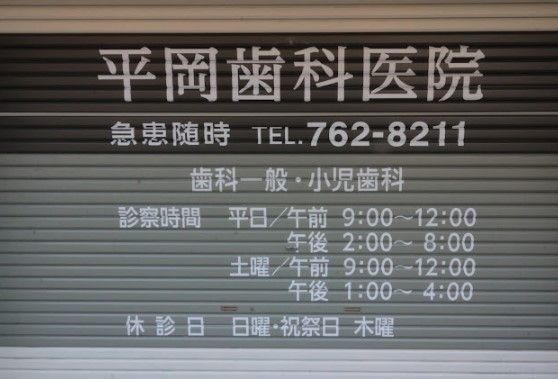 平岡歯科医院
急患随時 TEL.762-8211
歯科一般・小児歯科
診察時間 平日/午前 9:00~12:00
午後 2:00~ 8:00
土曜/午前 9:00~12:00
午後 1:00~ 4:00
休診日 日曜・祝祭日 木曜